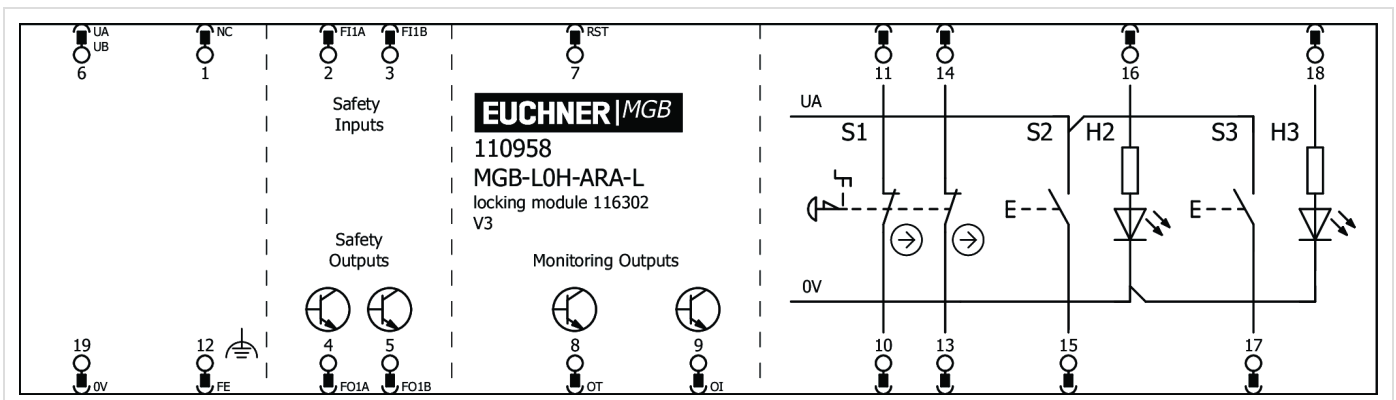 UA
UB
6
NC
1
FI1A
2
FI1B
3
RST
7
11
14
16
18
Safety
Inputs
EUCHNER|MGB
110958
MGB-L0H-ARA-L
locking module 116302
V3
UA
S1
S2
H2
S3
H3
E
E
Safety
Outputs
Monitoring Outputs
0V
19
0V
12
FE
4
FO1A
5
FO1B
8
OT
9
OI
10
13
15
17